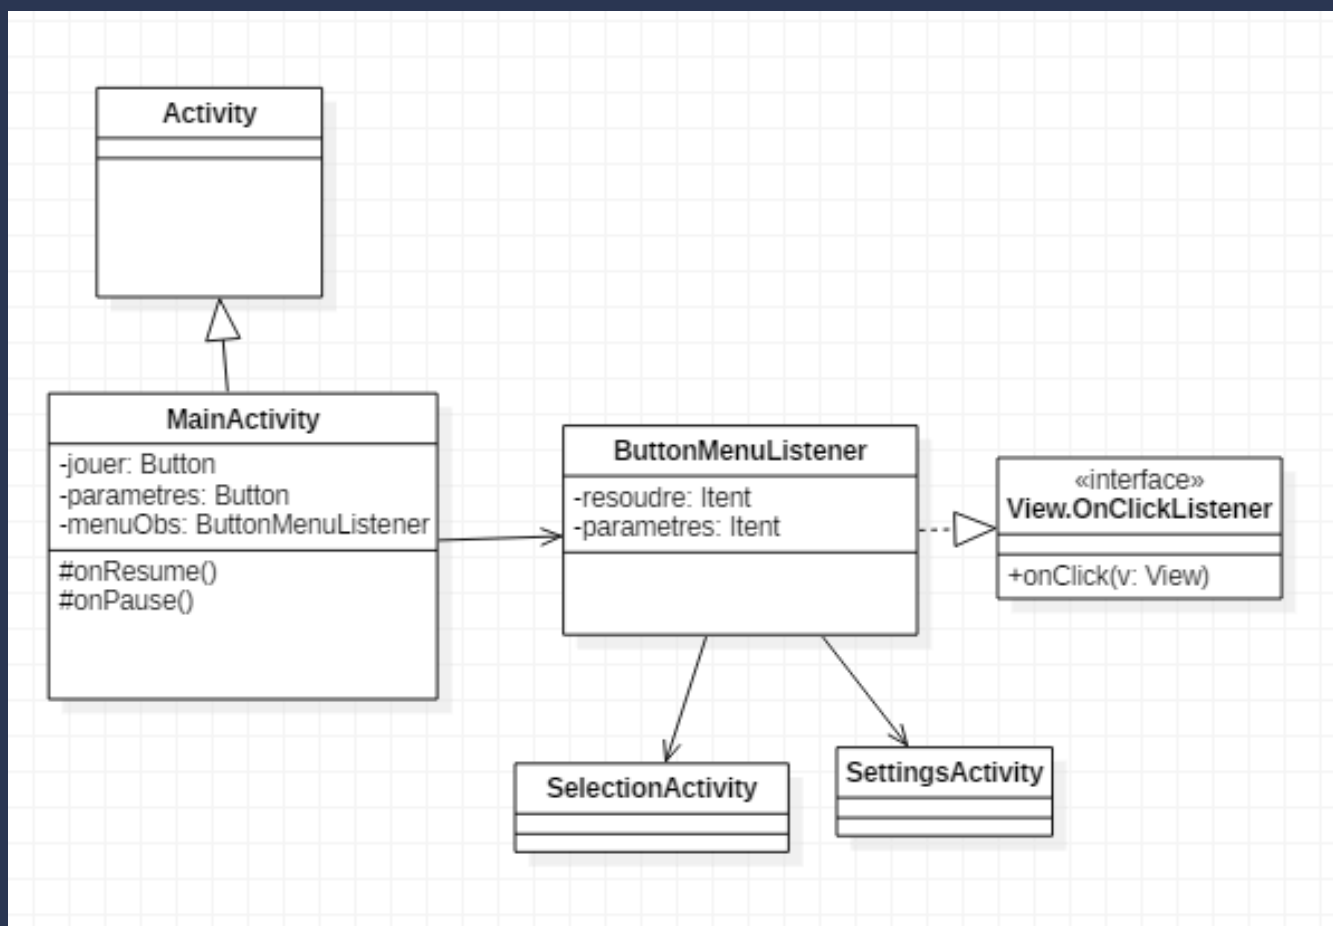 Activity
MainActivity
-jouer: Button
-parametres: Button
-menuObs: ButtonMenuListener
#onResume()
#onPause()
ButtonMenuListener
-resoudre: Itent
-parametres: Itent
«interface»
View.OnClickListener
+onClick(v: View)
SelectionActivity
SettingsActivity